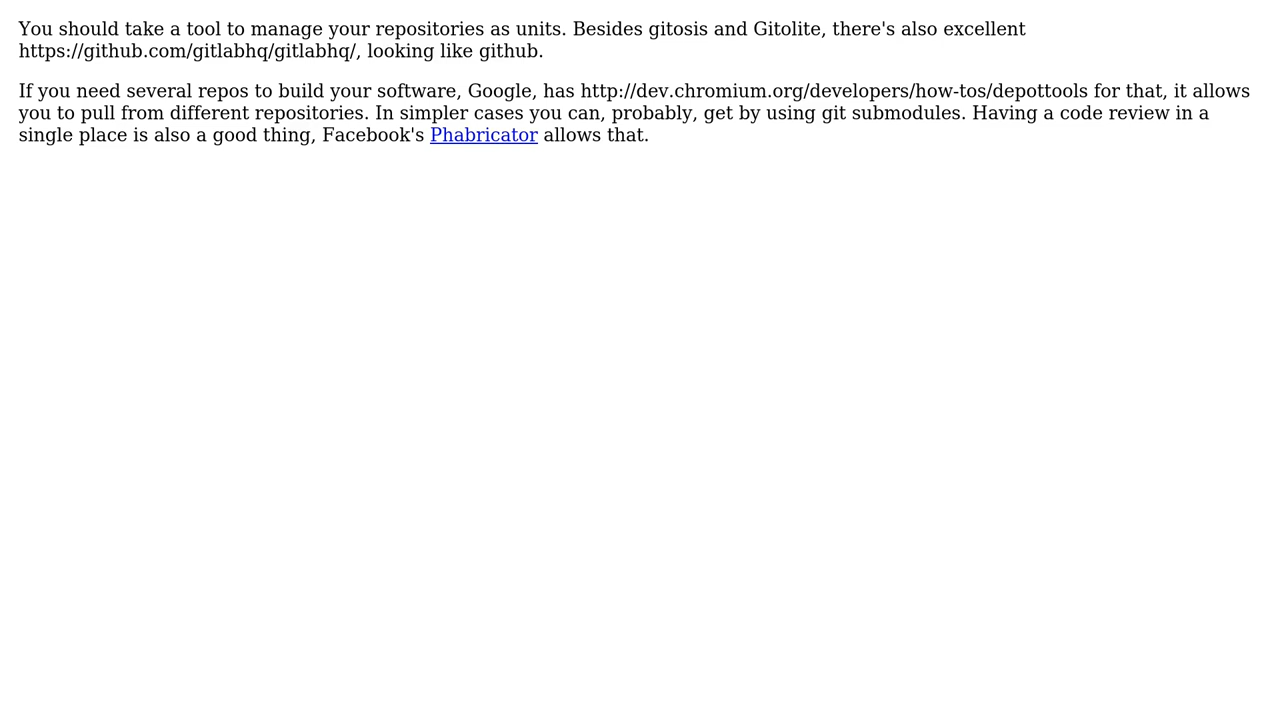 You should take a tool to manage your repositories as units. Besides gitosis and Gitolite, there's also excellent
https://github.com/gitlabhq/gitlabhq/, looking like github.
If you need several repos to build your software, Google, has http://dev.chromium.org/developers/how-tos/depottools for that, it allows
you to pull from different repositories. In simpler cases you can, probably, get by using git submodules. Having a code review in a
single place is also a good thing, Facebook's Phabricator allows that.